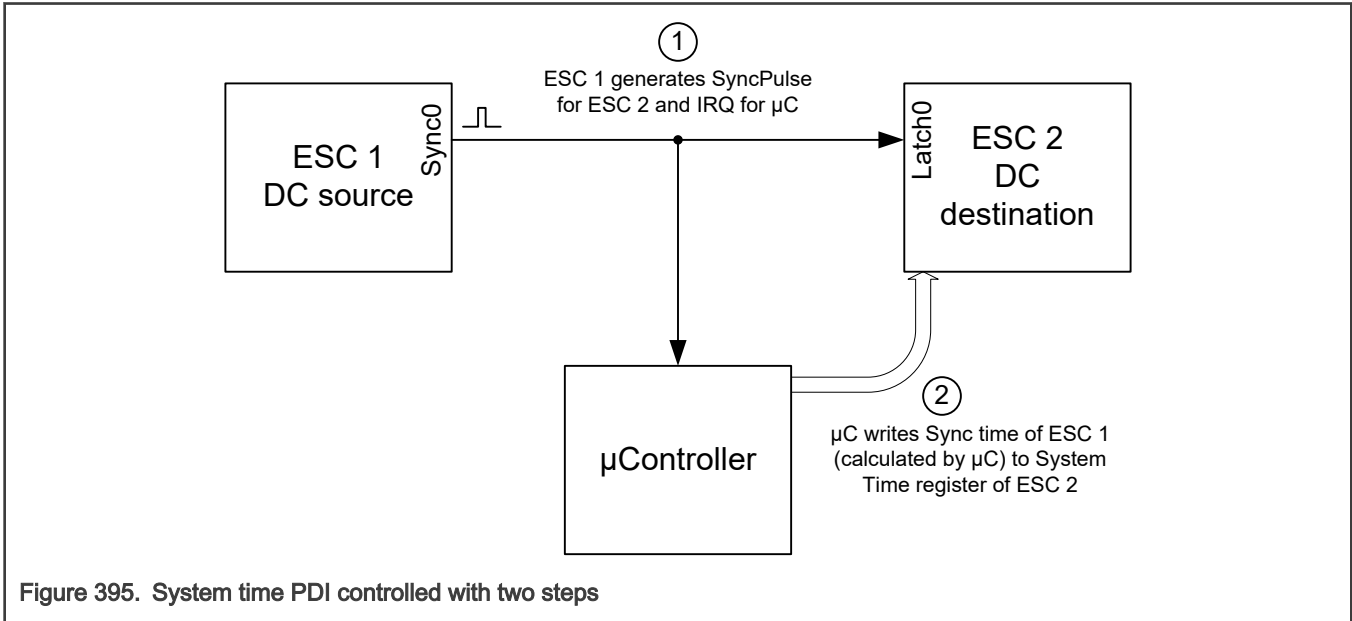 1
ESC 1 generates SyncPulse
for ESC 2 and IRQ for µC
ESC 1
DC source
Sync0
Latch0
ESC 2
DC
destination
µController
2
µC writes Sync time of ESC 1
(calculated by µC) to System
Time register of ESC 2
Figure 395. System time PDI controlled with two steps